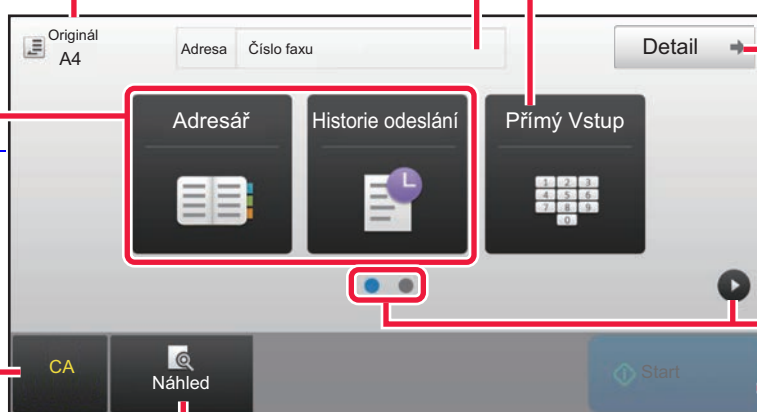 Originál
A4
Adresa
Číslo faxu
Detail
Adresář
Historie odeslání
Přímý Vstup
1 2 3
4 5 6
7 8 9
0
CA
Náhled
Start